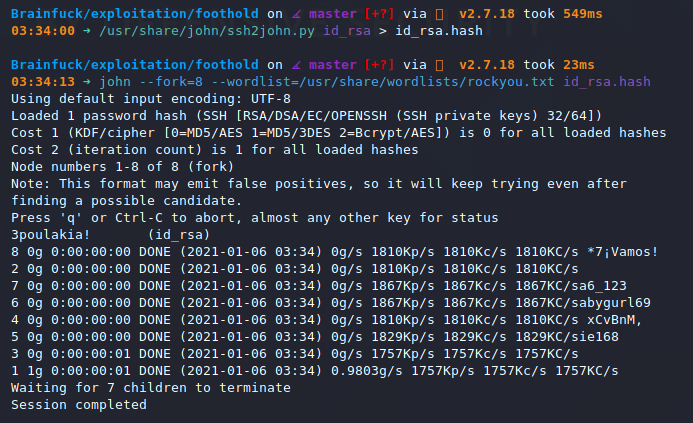 Brainfuck/exploitation/foothold on master [+?] via v2.7.18 took 549ms
03:34:00 ➜ /usr/share/john/ssh2john.py id_rsa > id_rsa.hash
Brainfuck/exploitation/foothold on master [+?] via v2.7.18 took 23ms
03:34:13 ➜ john --fork=8 --wordlist=/usr/share/wordlists/rockyou.txt id_rsa.hash
Using default input encoding: UTF-8
Loaded 1 password hash (SSH [RSA/DSA/EC/OPENSSH (SSH private keys) 32/64])
Cost 1 (KDF/cipher [0=MD5/AES 1=MD5/3DES 2=Bcrypt/AES]) is 0 for all loaded hashes
Cost 2 (iteration count) is 1 for all loaded hashes
Node numbers 1-8 of 8 (fork)
Note: This format may emit false positives, so it will keep trying even after
finding a possible candidate.
Press 'q' or Ctrl-C to abort, almost any other key for status
3poulakia!       (id_rsa)
8 0g 0:00:00:00 DONE (2021-01-06 03:34) 0g/s 1810Kp/s 1810Kc/s 1810KC/s *7¡Vamos!
2 0g 0:00:00:00 DONE (2021-01-06 03:34) 0g/s 1810Kp/s 1810Kc/s 1810KC/s
7 0g 0:00:00:00 DONE (2021-01-06 03:34) 0g/s 1867Kp/s 1867Kc/s 1867KC/sa6_123
6 0g 0:00:00:00 DONE (2021-01-06 03:34) 0g/s 1867Kp/s 1867Kc/s 1867KC/sabygurl69
4 0g 0:00:00:00 DONE (2021-01-06 03:34) 0g/s 1810Kp/s 1810Kc/s 1810KC/s xCvBnM,
5 0g 0:00:00:00 DONE (2021-01-06 03:34) 0g/s 1829Kp/s 1829Kc/s 1829KC/sie168
3 0g 0:00:00:01 DONE (2021-01-06 03:34) 0g/s 1757Kp/s 1757Kc/s 1757KC/s
1 1g 0:00:00:01 DONE (2021-01-06 03:34) 0.9803g/s 1757Kp/s 1757Kc/s 1757KC/s
Waiting for 7 children to terminate
Session completed